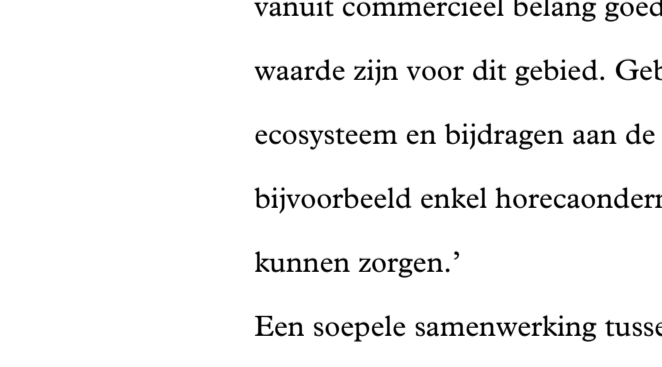 vanuit commercieel belang goed
waarde zijn voor dit gebied. Geb
ecosysteem en bijdragen aan de
bijvoorbeeld enkel horecaondern
kunnen zorgen.’
Een soepele samenwerking tusse